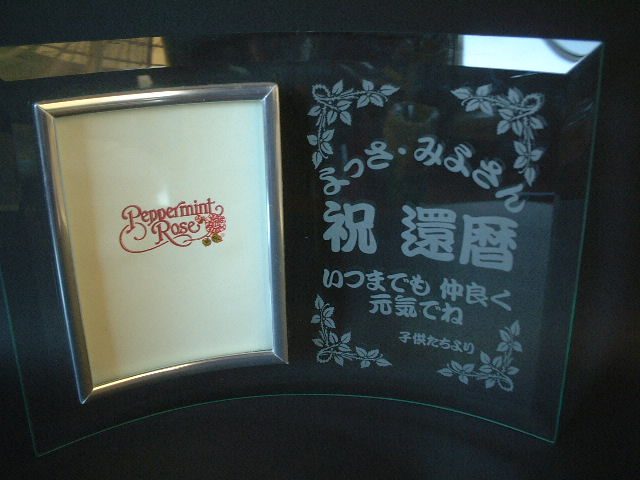 Peppermint
Rose
よっさ・みよさん
祝 還暦
いつまでも 仲良く
元気でね
子供たちより